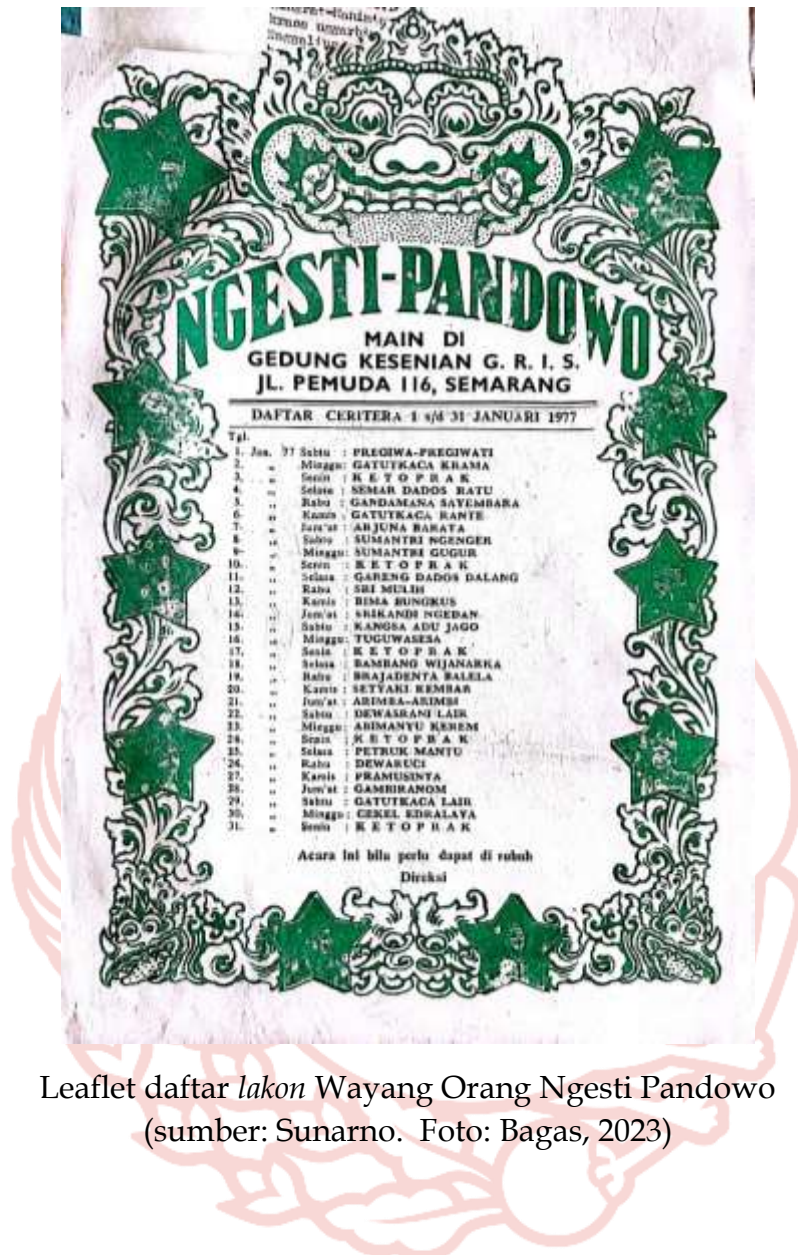 NGESTI-PANDOWO
MAIN DI
GEDUNG KESENIAN G. R. I. S.
JL. PEMUDA 116, SEMARANG
DAFTAR CERITERA 1 s/d 31 JANUARI 1977
Tgl.
1. Jan. 77 Sabtu : PREGIWA-PREGIWATI
2. „ Minggu: GATUTKACA KRAMA
3. „ Senin : K E T O P R A K
4. „ Selasa : SEMAR DADOS RATU
5. „ Rabu : GANDAMANA SAYEMBARA
6. „ Kamis : GATUTKACA RANTE
7. „ Jum'at : ARJUNA BARATA
8. „ Sabtu : SUMANTRI NGENGER
9. „ Minggu: SUMANTRI GUGUR
10. „ Senin : K E T O P R A K
11. „ Selasa : GARENG DADOS DALANG
12. „ Rabu : SRI MULIH
13. „ Kamis : BIMA BUNGKUS
14. „ Jum'at : SRIKANDI NGEDAN
15. „ Sabtu : KANGSA ADU JAGO
16. „ Minggu: TUGUWASESA
17. „ Senin : K E T O P R A K
18. „ Selasa : BAMBANG WIJANARKA
19. „ Rabu : BRAJADENTA BALELA
20. „ Kamis : SETYAKI KEMBAR
21. „ Jum'at : ARIMBA-ARIMBI
22. „ Sabtu : DEWASRANI LAIR
23. „ Minggu: ABIMANYU KEREM
24. „ Senin : K E T O P R A K
25. „ Selasa : PETRUK MANTU
26. „ Rabu : DEWARUCI
27. „ Kamis : PRAMUSINTA
28. „ Jum'at : GAMBIRANOM
29. „ Sabtu : GATUTKACA LAIR
30. „ Minggu: CEKEL EDRALAYA
31. „ Senin : K E T O P R A K
Acara ini bila perlu dapat di rubah
Direksi
Leaflet daftar lakon Wayang Orang Ngesti Pandowo
(sumber: Sunarno. Foto: Bagas, 2023)